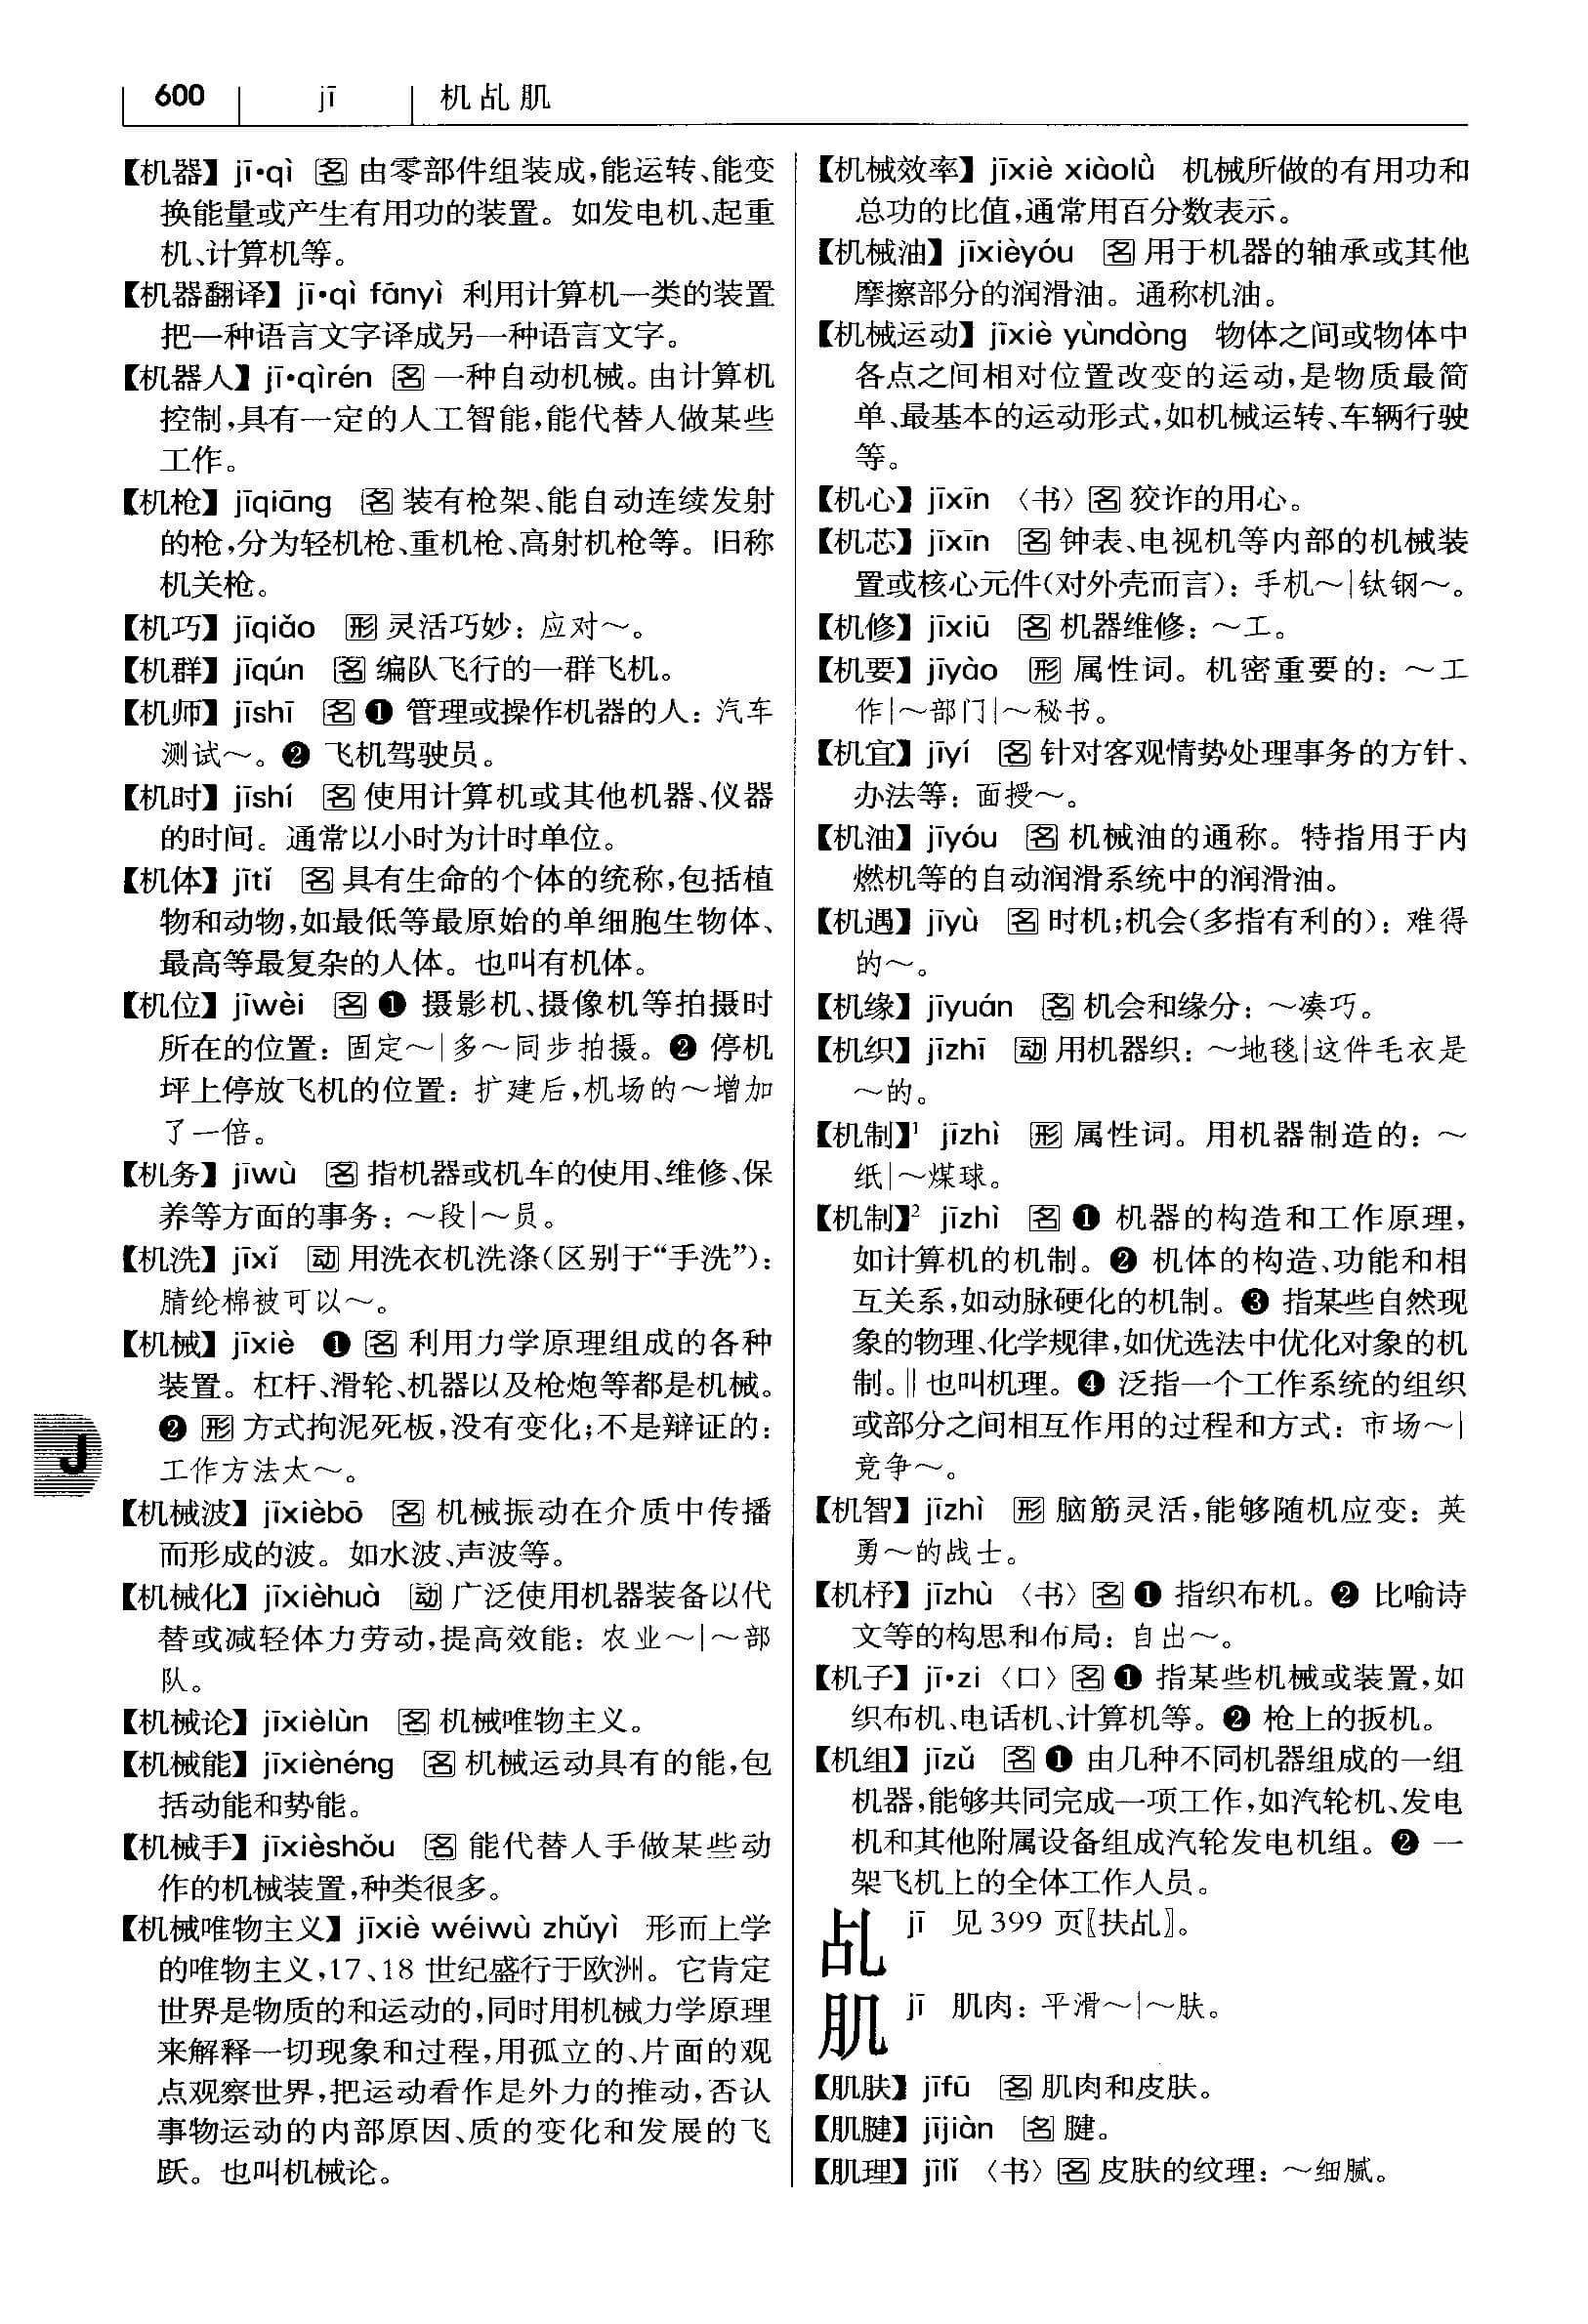 600 jī 机乩肌
【机器】 jī•qì 名 由零部件组装成,能运转、能变
换能量或产生有用功的装置。如发电机、起重
机、计算机等。
【机器翻译】 jī•qì fānyì 利用计算机一类的装置
把一种语言文字译成另一种语言文字。
【机器人】 jī•qìrén 名 一种自动机械。由计算机
控制,具有一定的人工智能,能代替人做某些
工作。
【机枪】 jīqiāng 名 装有枪架、能自动连续发射
的枪,分为轻机枪、重机枪、高射机枪等。旧称
机关枪。
【机巧】 jīqiǎo 形 灵活巧妙:应对～。
【机群】 jīqún 名 编队飞行的一群飞机。
【机师】 jīshī 名 ❶ 管理或操作机器的人:汽车
测试～。❷ 飞机驾驶员。
【机时】 jīshí 名 使用计算机或其他机器、仪器
的时间。通常以小时为计时单位。
【机体】 jītǐ 名 具有生命的个体的统称,包括植
物和动物,如最低等最原始的单细胞生物体、
最高等最复杂的人体。也叫有机体。
【机位】 jīwèi 名 ❶ 摄影机、摄像机等拍摄时
所在的位置:固定～|多～同步拍摄。❷ 停机
坪上停放飞机的位置:扩建后,机场的～增加
了一倍。
【机务】 jīwù 名 指机器或机车的使用、维修、保
养等方面的事务:～段|～员。
【机洗】 jīxǐ 动 用洗衣机洗涤(区别于“手洗”):
腈纶棉被可以～。
【机械】 jīxiè ❶ 名 利用力学原理组成的各种
装置。杠杆、滑轮、机器以及枪炮等都是机械。
❷ 形 方式拘泥死板,没有变化;不是辩证的:
工作方法太～。
【机械波】 jīxièbō 名 机械振动在介质中传播
而形成的波。如水波、声波等。
【机械化】 jīxièhuà 动 广泛使用机器装备以代
替或减轻体力劳动,提高效能:农业～|～部
队。
【机械论】 jīxièlùn 名 机械唯物主义。
【机械能】 jīxiènéng 名 机械运动具有的能,包
括动能和势能。
【机械手】 jīxièshǒu 名 能代替人手做某些动
作的机械装置,种类很多。
【机械唯物主义】 jīxiè wéiwù zhǔyì 形而上学
的唯物主义,17、18世纪盛行于欧洲。它肯定
世界是物质的和运动的,同时用机械力学原理
来解释一切现象和过程,用孤立的、片面的观
点观察世界,把运动看作是外力的推动,否认
事物运动的内部原因、质的变化和发展的飞
跃。也叫机械论。
J
【机械效率】 jīxiè xiàolǜ 机械所做的有用功和
总功的比值,通常用百分数表示。
【机械油】 jīxièyóu 名 用于机器的轴承或其他
摩擦部分的润滑油。通称机油。
【机械运动】 jīxiè yùndòng 物体之间或物体中
各点之间相对位置改变的运动,是物质最简
单、最基本的运动形式,如机械运转、车辆行驶
等。
【机心】 jīxīn 〈书〉 名 狡诈的用心。
【机芯】 jīxīn 名 钟表、电视机等内部的机械装
置或核心元件(对外壳而言):手机～|钛钢～。
【机修】 jīxiū 名 机器维修:～工。
【机要】 jīyào 形 属性词。机密重要的:～工
作|～部门|～秘书。
【机宜】 jīyí 名 针对客观情势处理事务的方针、
办法等:面授～。
【机油】 jīyóu 名 机械油的通称。特指用于内
燃机等的自动润滑系统中的润滑油。
【机遇】 jīyù 名 时机;机会(多指有利的):难得
的～。
【机缘】 jīyuán 名 机会和缘分:～凑巧。
【机织】 jīzhī 动 用机器织:～地毯|这件毛衣是
～的。
【机制】¹ jīzhì 形 属性词。用机器制造的:～
纸|～煤球。
【机制】² jīzhì 名 ❶ 机器的构造和工作原理,
如计算机的机制。❷ 机体的构造、功能和相
互关系,如动脉硬化的机制。❸ 指某些自然现
象的物理、化学规律,如优选法中优化对象的机
制。‖也叫机理。❹ 泛指一个工作系统的组织
或部分之间相互作用的过程和方式:市场～|
竞争～。
【机智】 jīzhì 形 脑筋灵活,能够随机应变:英
勇～的战士。
【机杼】 jīzhù 〈书〉 名 ❶ 指织布机。❷ 比喻诗
文等的构思和布局:自出～。
【机子】 jī•zi 〈口〉 名 ❶ 指某些机械或装置,如
织布机、电话机、计算机等。❷ 枪上的扳机。
【机组】 jīzǔ 名 ❶ 由几种不同机器组成的一组
机器,能够共同完成一项工作,如汽轮机、发电
机和其他附属设备组成汽轮发电机组。❷ 一
架飞机上的全体工作人员。
乩 jī 见399页〖扶乩〗。
肌 jī 肌肉:平滑～|～肤。
【肌肤】 jīfū 名 肌肉和皮肤。
【肌腱】 jījiàn 名 腱。
【肌理】 jīlǐ 〈书〉 名 皮肤的纹理:～细腻。